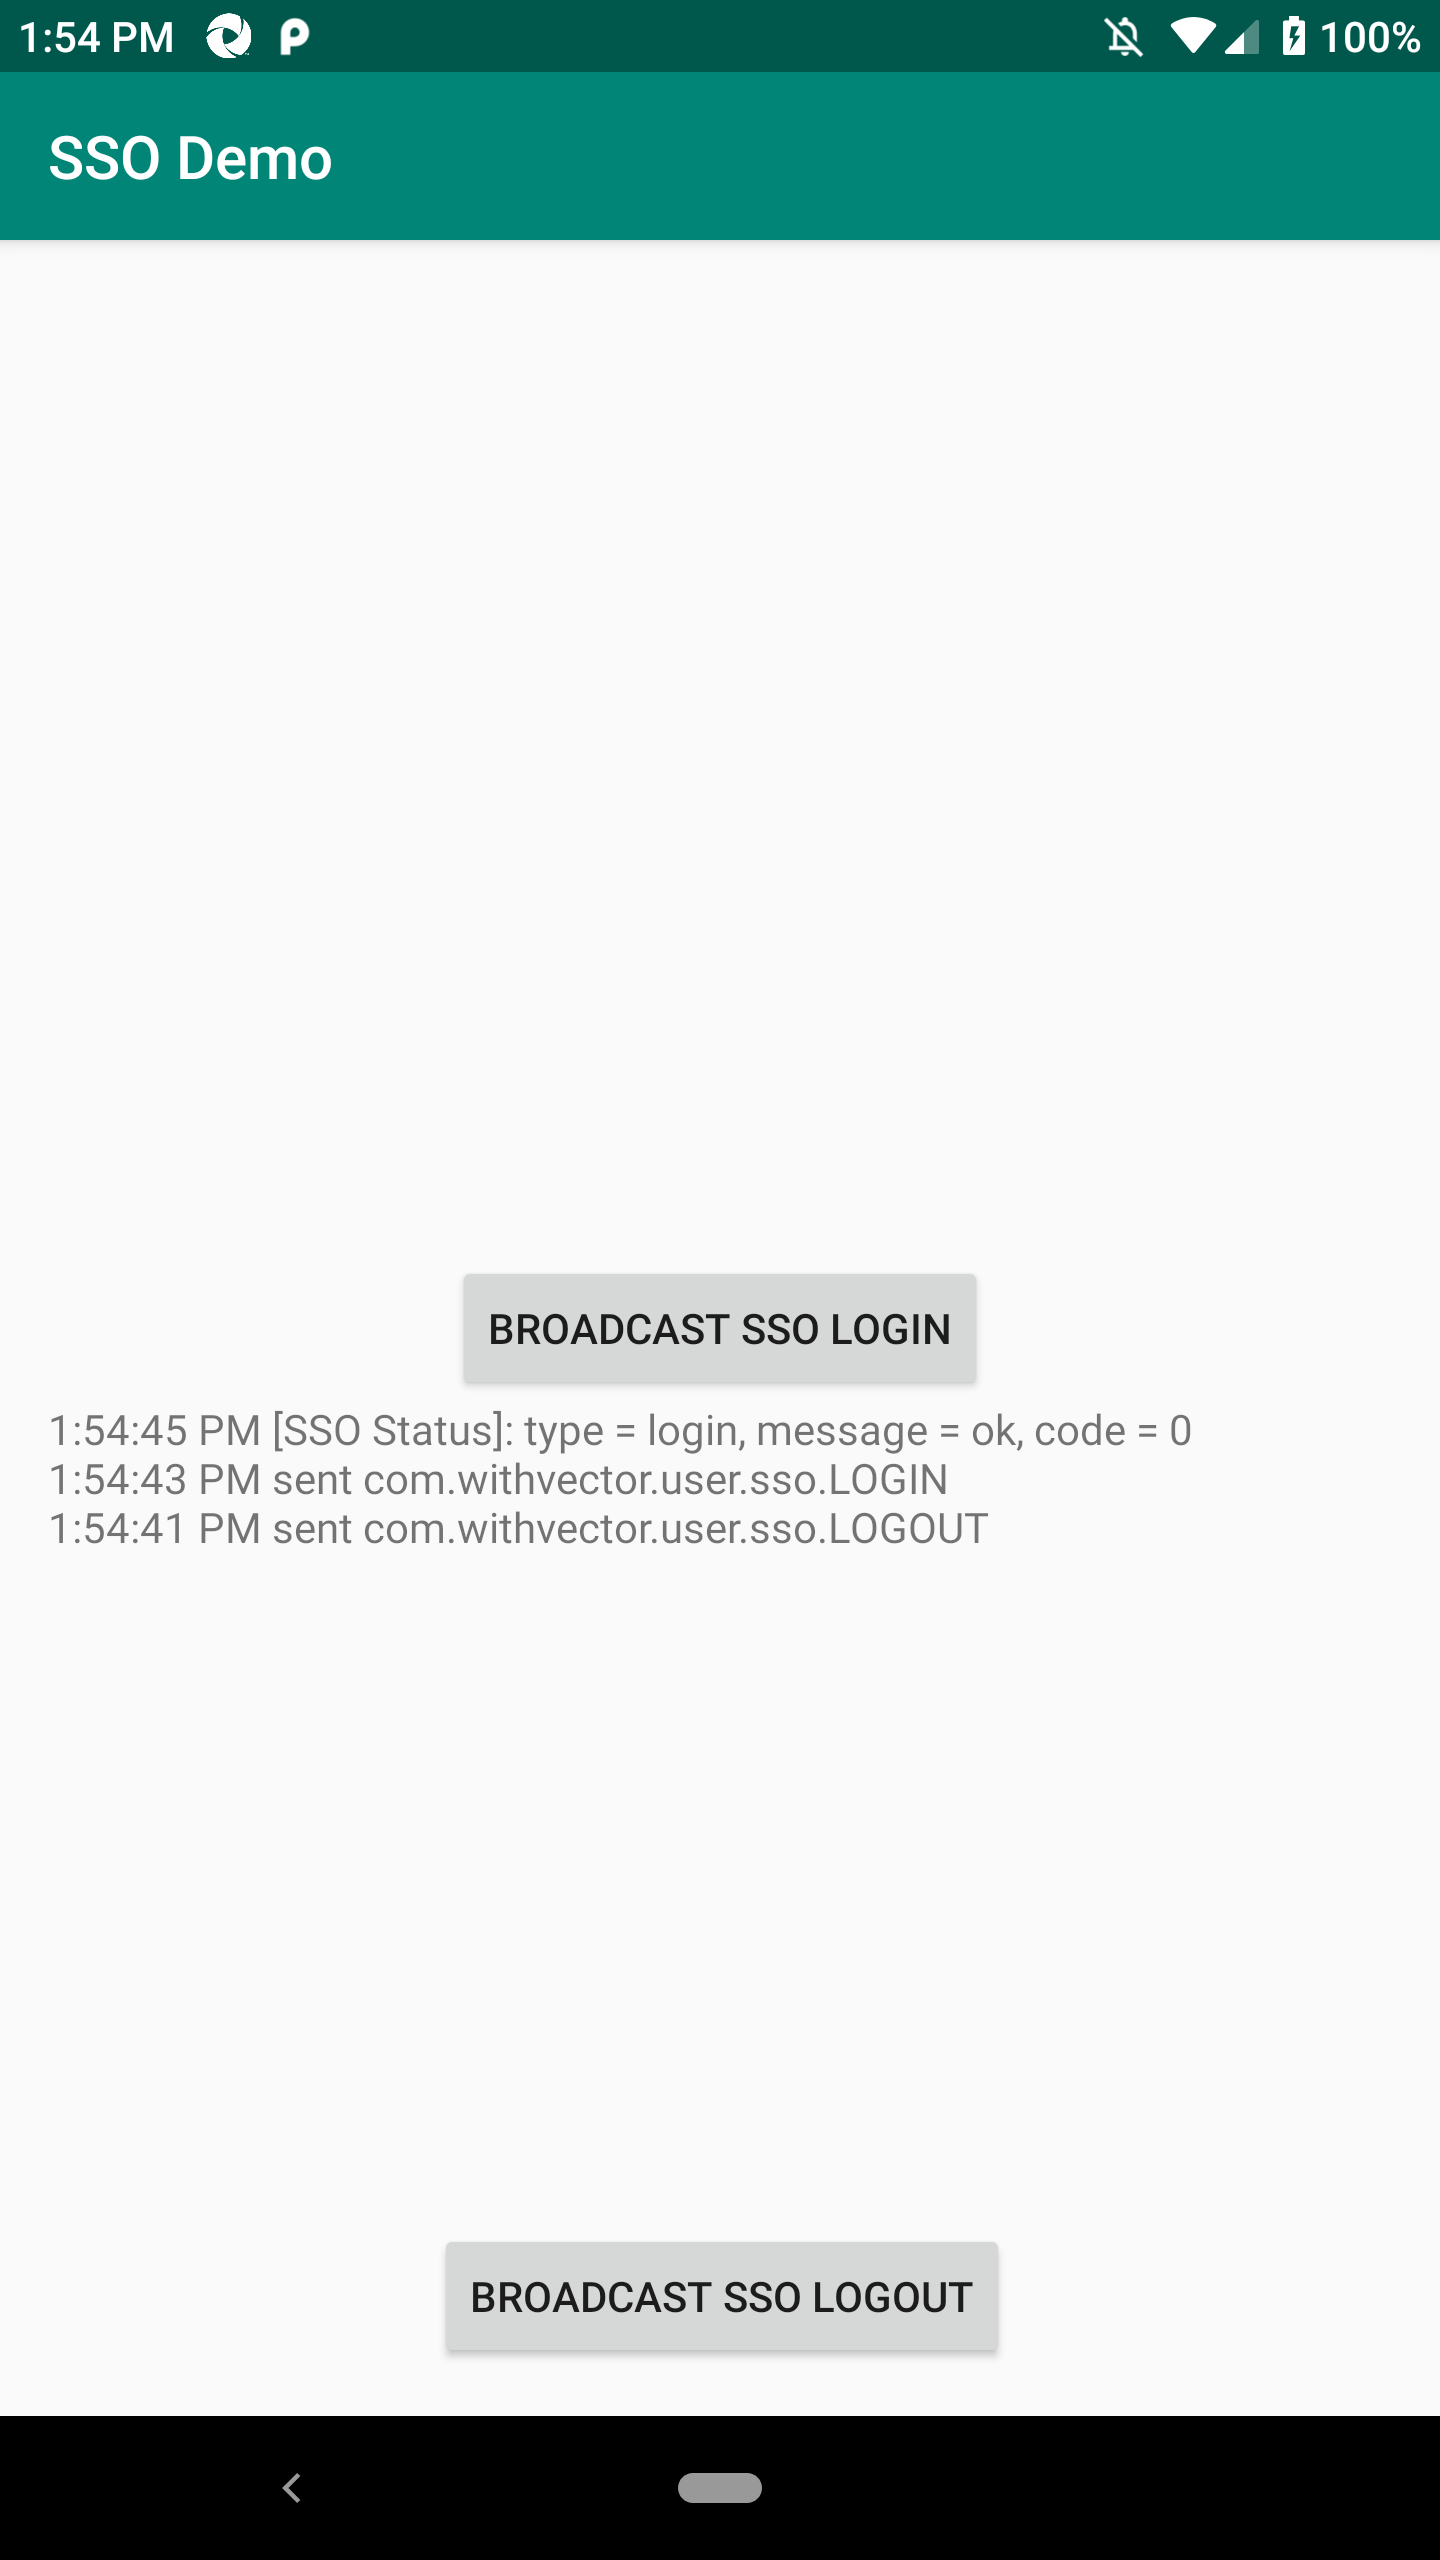 1:54 PM
100%
SSO Demo
BROADCAST SSO LOGIN
1:54:45 PM [SSO Status]: type = login, message = ok, code = 0
1:54:43 PM sent com.withvector.user.sso.LOGIN
1:54:41 PM sent com.withvector.user.sso.LOGOUT
BROADCAST SSO LOGOUT